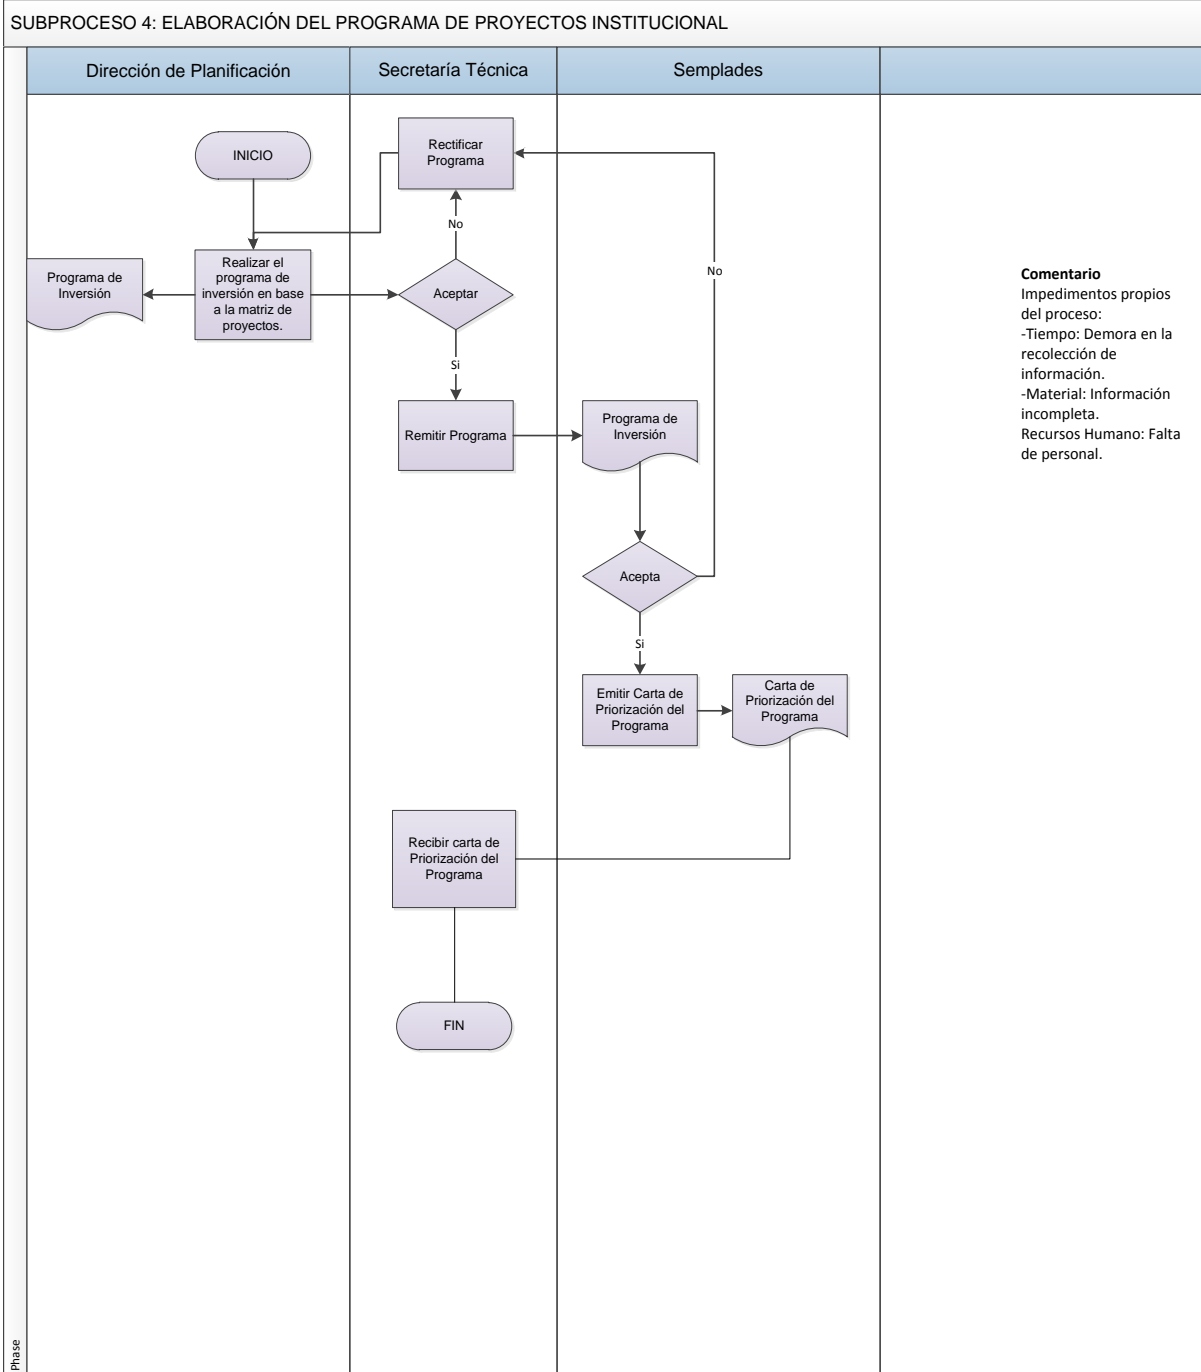 SUBPROCESO 4: ELABORACIÓN DEL PROGRAMA DE PROYECTOS INSTITUCIONAL
Dirección de Planificación
Secretaría Técnica
Semplades
INICIO
Rectificar
Programa
No
Programa de
Inversión
Realizar el
programa de
inversión en base
a la matriz de
proyectos.
Aceptar
No
Comentario
Impedimentos propios
del proceso:
-Tiempo: Demora en la
recolección de
información.
-Material: Información
incompleta.
Recursos Humano: Falta
de personal.
Si
Remitir Programa
Programa de
Inversión
Acepta
Si
Emitir Carta de
Priorización del
Programa
Carta de
Priorización del
Programa
Recibir carta de
Priorización del
Programa
FIN
Phase